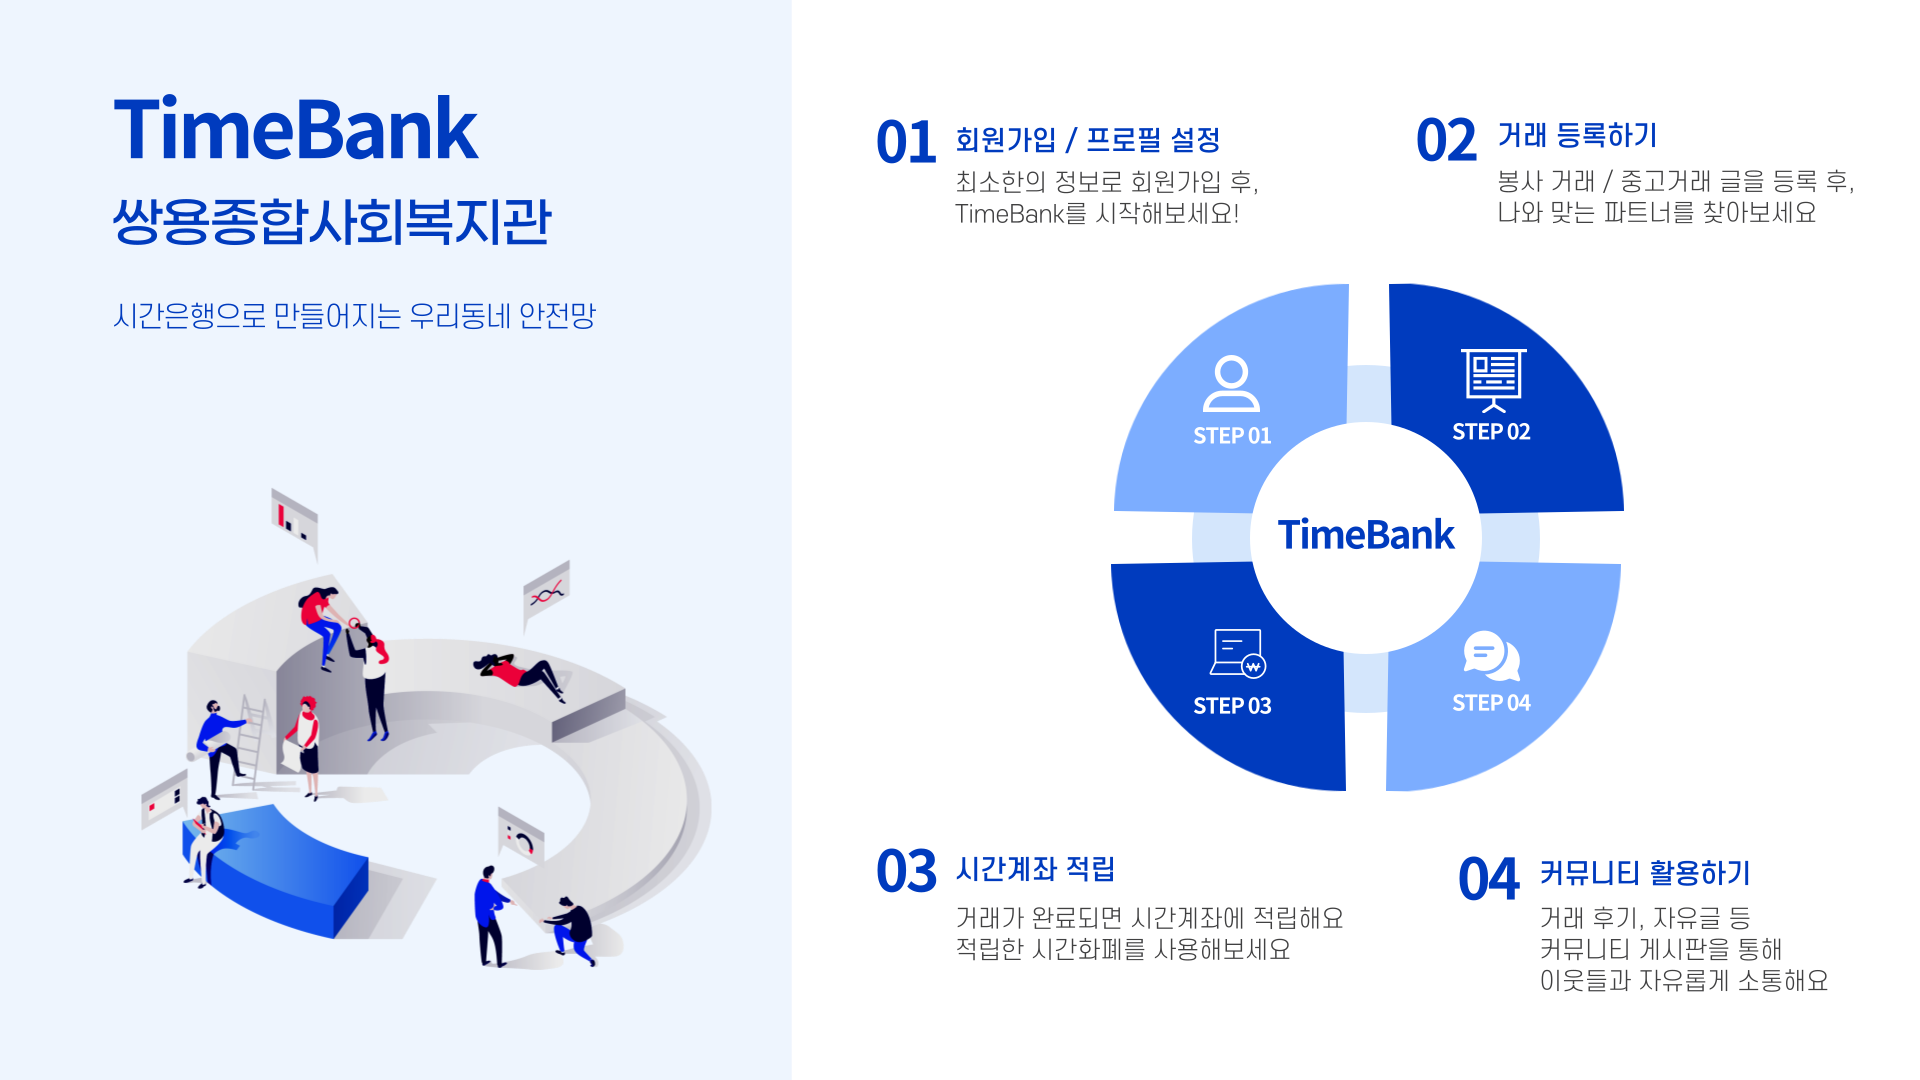 TimeBank
쌍용종합사회복지관
시간은행으로 만들어지는 우리동네 안전망
01 회원가입 / 프로필 설정
최소한의 정보로 회원가입 후,
TimeBank를 시작해보세요!
02 거래 등록하기
봉사 거래 / 중고거래 글을 등록 후,
나와 맞는 파트너를 찾아보세요
STEP 01
STEP 02
TimeBank
₩
STEP 03
STEP 04
03 시간계좌 적립
거래가 완료되면 시간계좌에 적립해요
적립한 시간화폐를 사용해보세요
04 커뮤니티 활용하기
거래 후기, 자유글 등
커뮤니티 게시판을 통해
이웃들과 자유롭게 소통해요